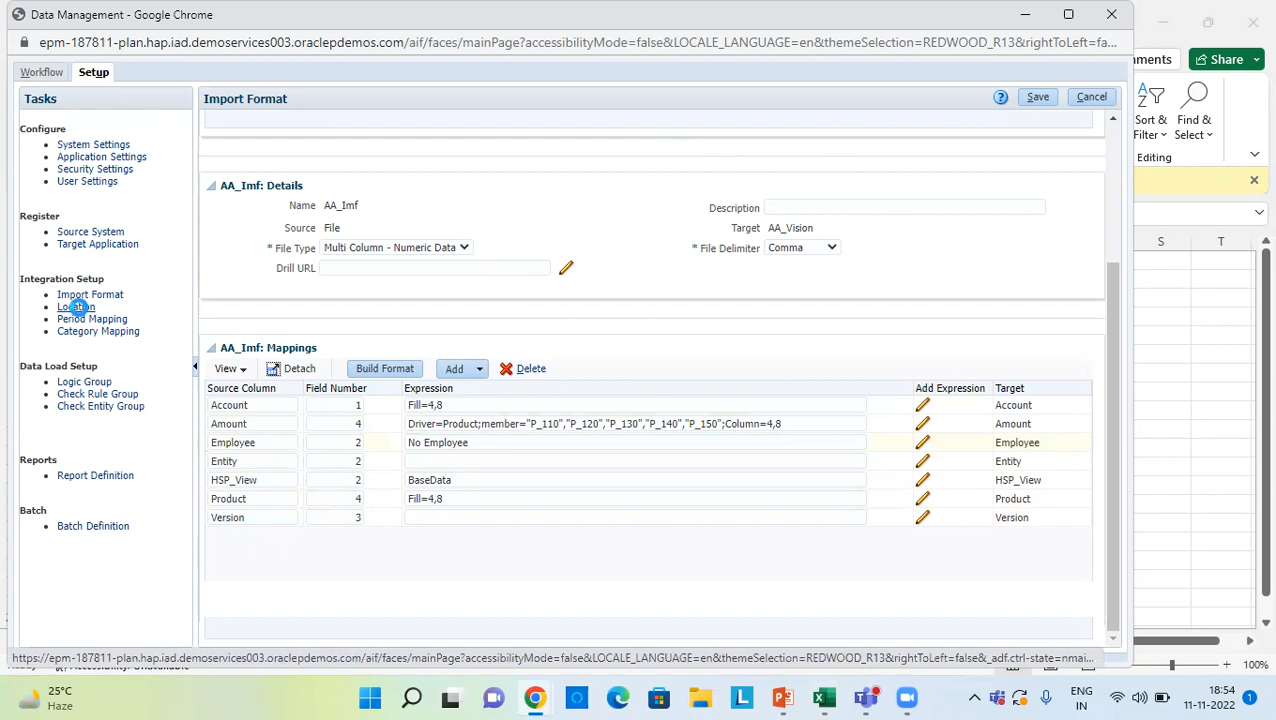 Data Management - Google Chrome
epm-187811-plan.hap.iad.demoservices003.oraclepdemos.com/aif/faces/mainPage?accessibilityMode=false&LOCALE_LANGUAGE=en&themeSelection=REDWOOD_R13&rightToLeft=fa...
Workflow Setup
Tasks
Configure
System Settings
Application Settings
Security Settings
User Settings
Register
Source System
Target Application
Integration Setup
Import Format
Location
Period Mapping
Category Mapping
Data Load Setup
Logic Group
Check Rule Group
Check Entity Group
Reports
Report Definition
Batch
Batch Definition
Import Format
Save Cancel
AA_Imf: Details
Name AA_Imf
Description
Source File
Target AA_Vision
* File Type Multi Column - Numeric Data
* File Delimiter Comma
Drill URL
AA_Imf: Mappings
View Detach Build Format Add Delete
Source Column Field Number Expression Add Expression Target
Account 1 Fill=4,8 Account
Amount 4 Driver=Product;member="P_110","P_120","P_130","P_140","P_150";Column=4,8 Amount
Employee 2 No Employee Employee
Entity 2 Entity
HSP_View 2 BaseData HSP_View
Product 4 Fill=4,8 Product
Version 3 Version
https://epm-187811-plan.hap.iad.demoservices003.oraclepdemos.com/aif/faces/mainPage?accessibilityMode=false&LOCALE_LANGUAGE=en&themeSelection=REDWOOD_R13&rightToLeft=false&_adf.ctrl-state=nmai...
mments Share
Sort & Filter
Find & Select
Editing
S T
100%
25°C
Haze
ENG
IN
18:54
11-11-2022
1